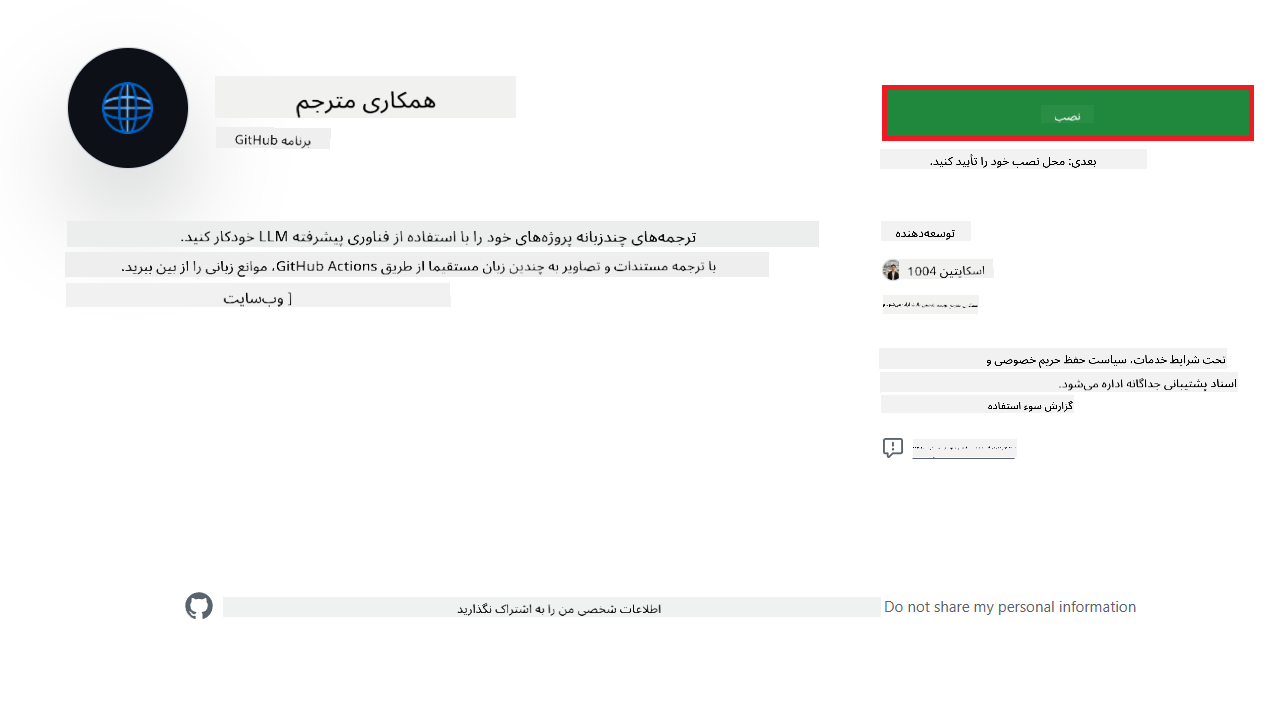 همکاری مترجم
برنامه GitHub
نصب
بعدی: محل نصب خود را تأیید کنید.
ترجمه‌های چندزبانه پروژه‌های خود را با استفاده از فناوری پیشرفته LLM خودکار کنید.
با ترجمه مستندات و تصاویر به چندین زبان مستقیما از طریق GitHub Actions، موانع زبانی را از بین ببرید.
[ وب‌سایت
توسعه‌دهنده
اسکایتین 1004
تحت شرایط خدمات، سیاست حفظ حریم خصوصی و
اسناد پشتیبانی جداگانه اداره می‌شود.
گزارش سوء استفاده
اطلاعات شخصی من را به اشتراک نگذارید
Do not share my personal information